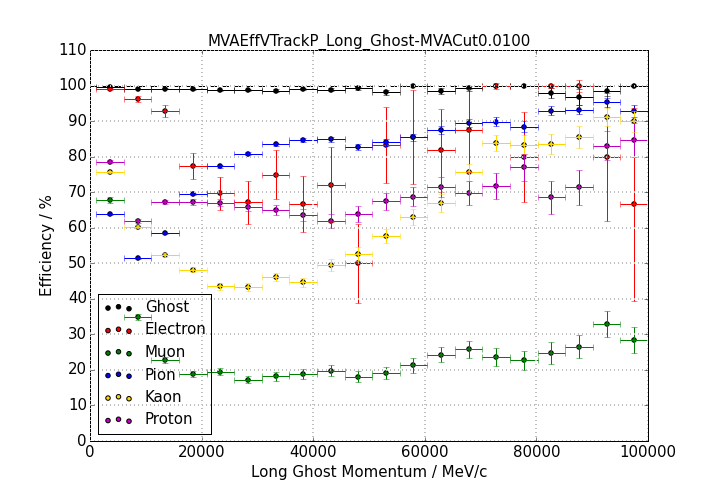 MVAEffVTrackP_Long_Ghost-MVACut0.0100
110
100
90
80
70
60
50
40
30
20
10
0
Efficiency / %
Ghost
Electron
Muon
Pion
Kaon
Proton
0 20000 40000 60000 80000 100000
Long Ghost Momentum / MeV/c